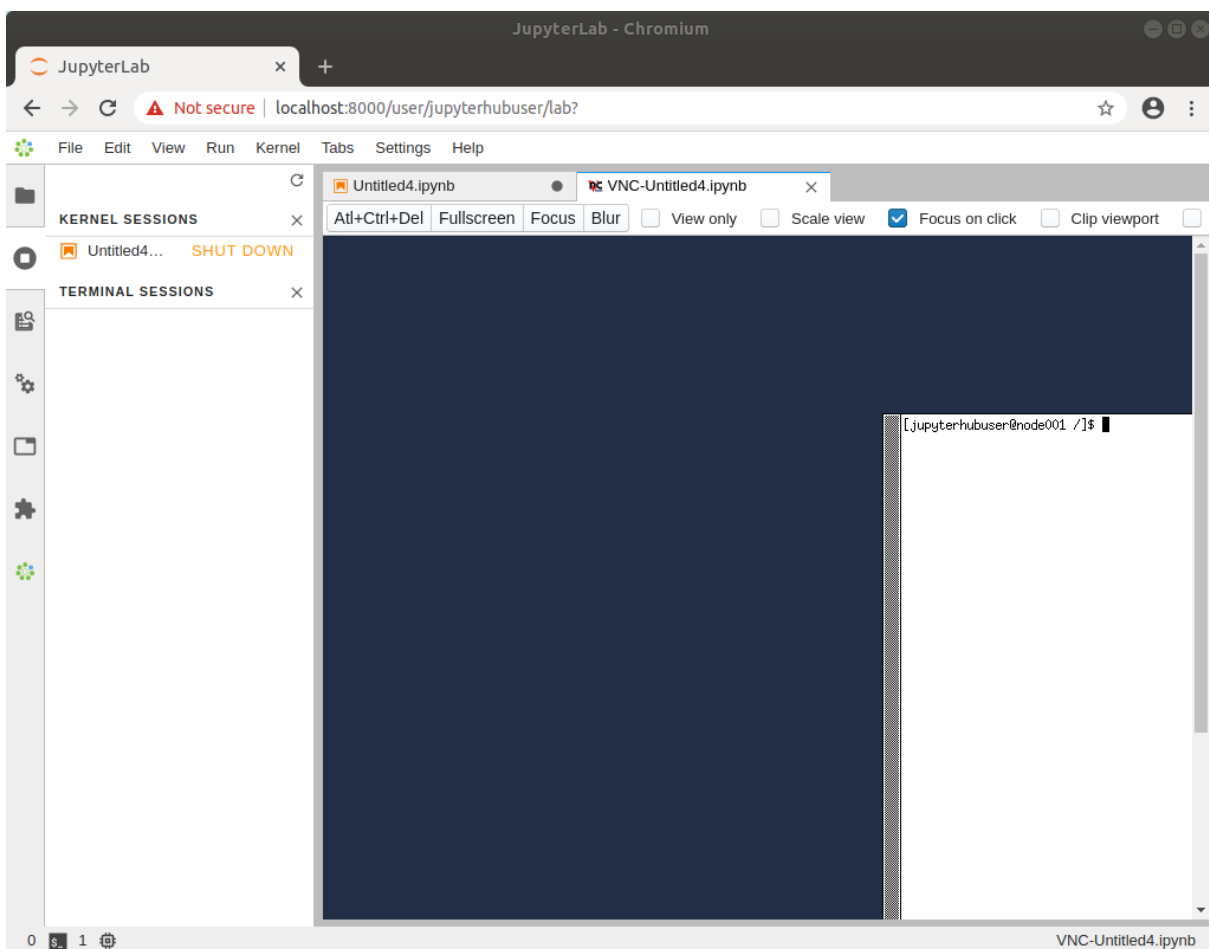 JupyterLab - Chromium
JupyterLab
Not secure | localhost:8000/user/jupyterhubuser/lab?
File Edit View Run Kernel Tabs Settings Help
Untitled4.ipynb VNC-Untitled4.ipynb
KERNEL SESSIONS
Atl+Ctrl+Del Fullscreen Focus Blur View only Scale view Focus on click Clip viewport
Untitled4... SHUT DOWN
TERMINAL SESSIONS
[jupyterhubuser@node001 /]$
0 $_ 1 VNC-Untitled4.ipynb